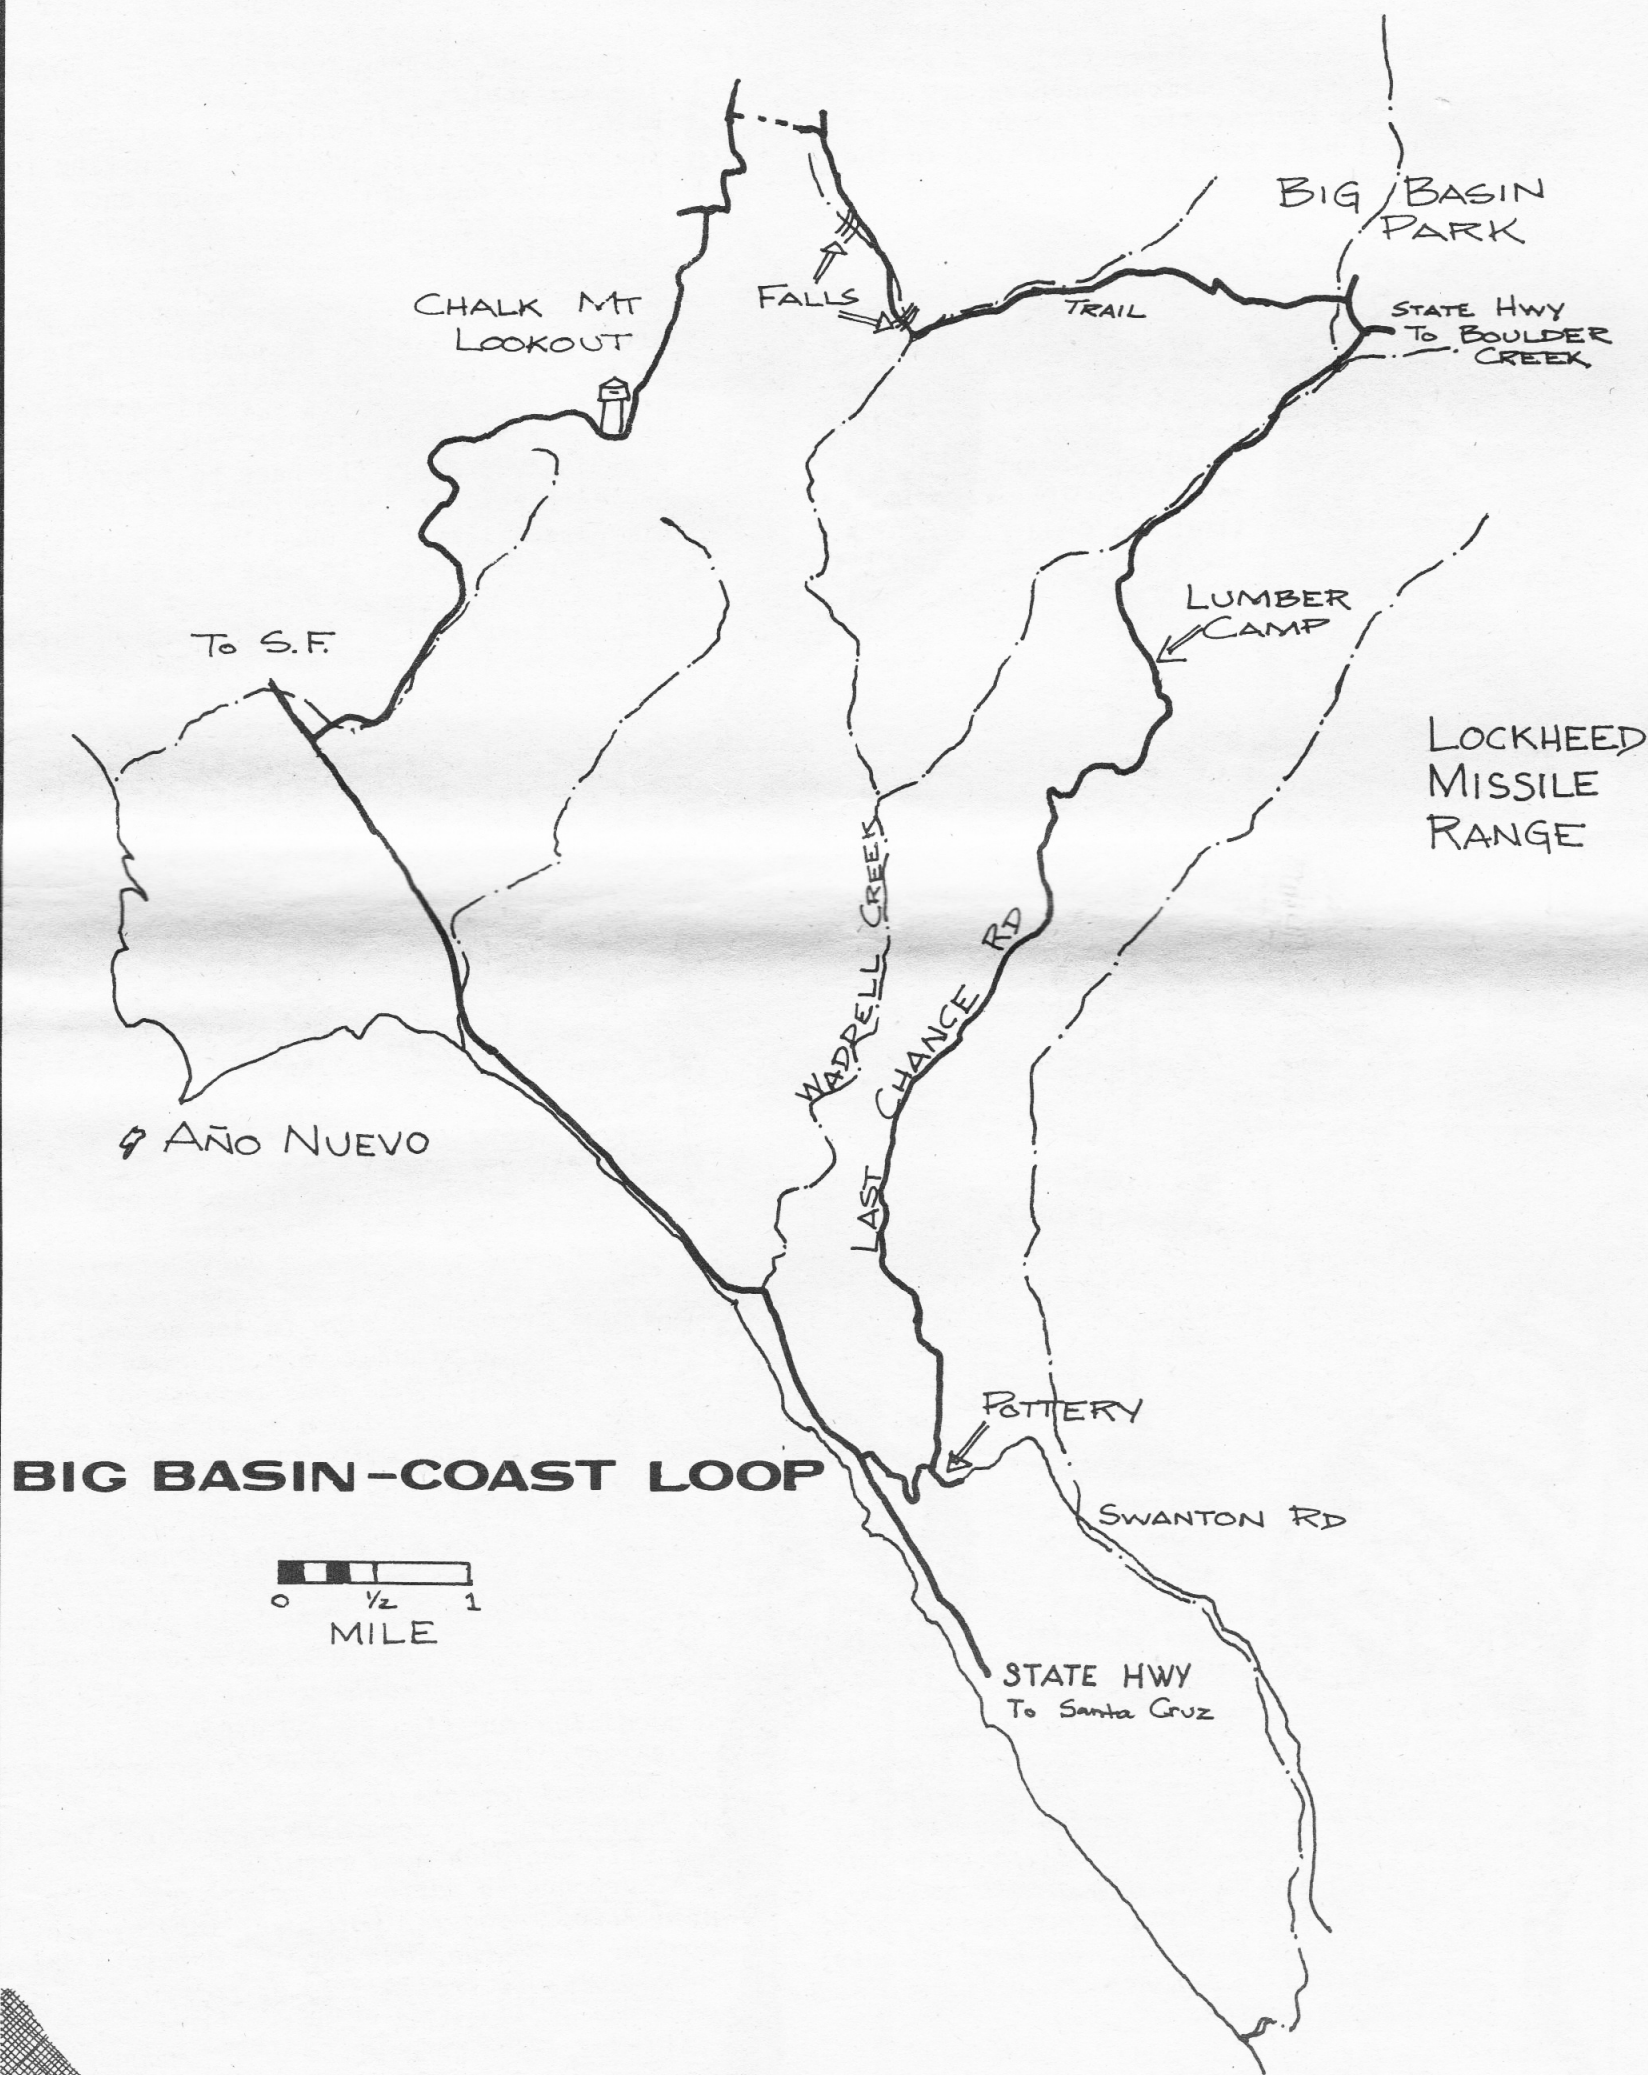 BIG BASIN
PARK
CHALK MT
LOOKOUT
FALLS
TRAIL
STATE HWY
TO BOULDER
CREEK
LUMBER
CAMP
TO S.F.
LOCKHEED
MISSILE
RANGE
WADDELL CREEK
LAST CHANCE RD
AÑO NUEVO
POTTERY
BIG BASIN-COAST LOOP
SWANTON RD
0 1/2 1
MILE
STATE HWY
To Santa Cruz